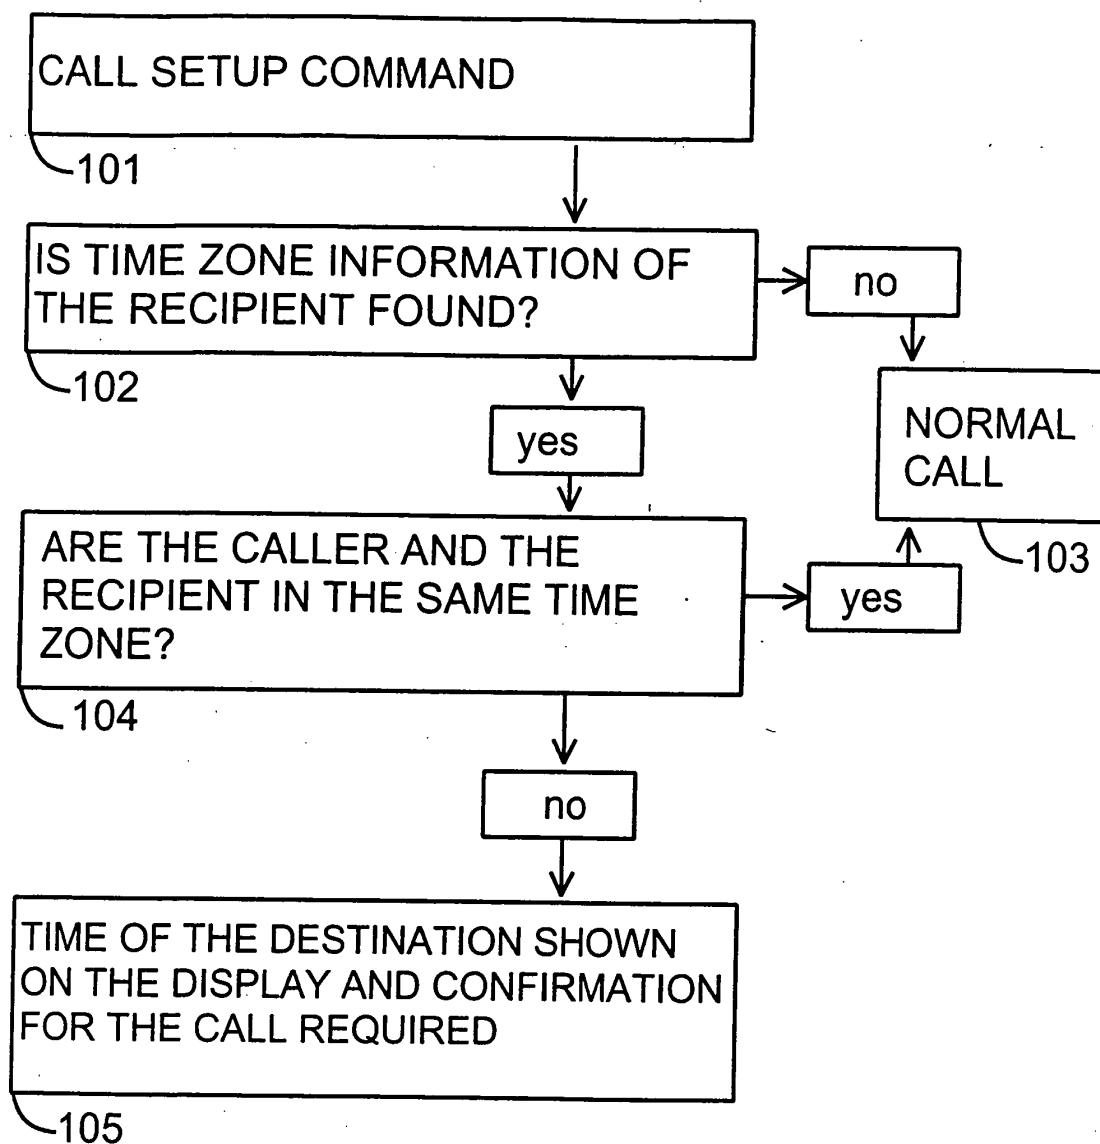 CALL SETUP COMMAND
101
IS TIME ZONE INFORMATION OF
THE RECIPIENT FOUND?
no
102
yes
NORMAL
CALL
103
ARE THE CALLER AND THE
RECIPIENT IN THE SAME TIME
ZONE?
yes
104
no
TIME OF THE DESTINATION SHOWN
ON THE DISPLAY AND CONFIRMATION
FOR THE CALL REQUIRED
105